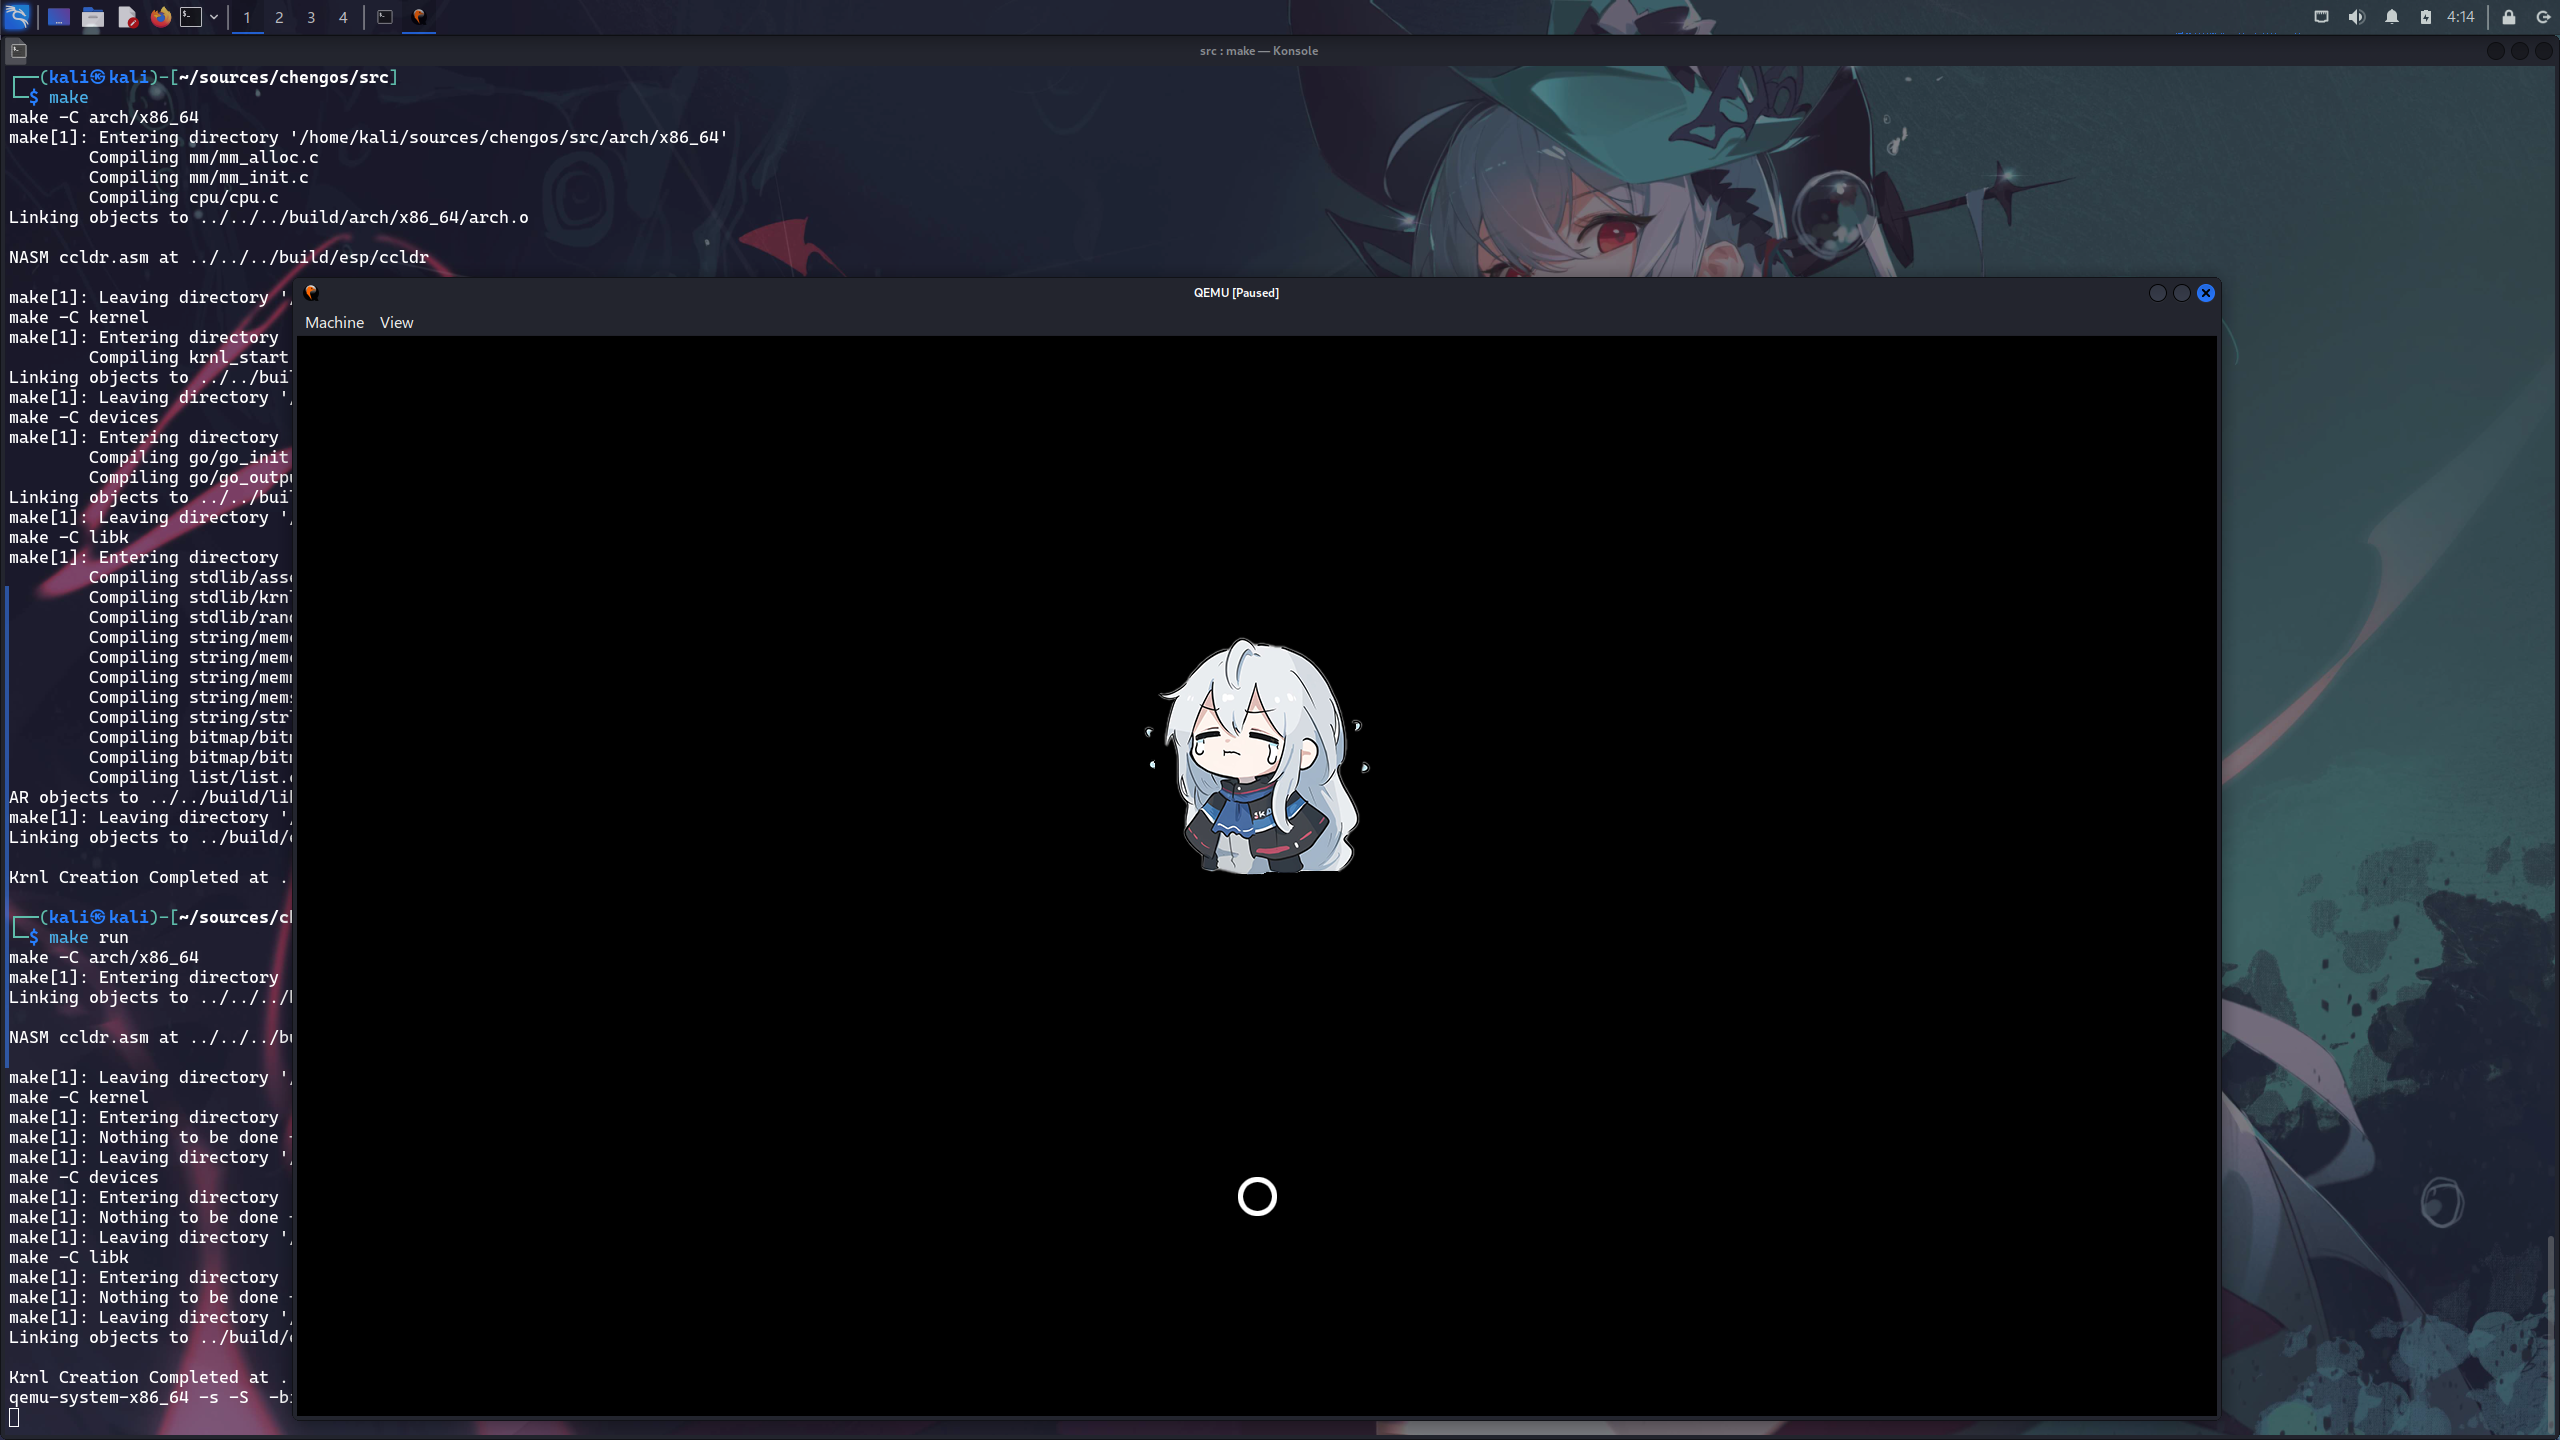 1 2 3 4
4:14
src : make — Konsole
┌──(kali㉿kali)-[~/sources/chengos/src]
└─$ make
make -C arch/x86_64
make[1]: Entering directory '/home/kali/sources/chengos/src/arch/x86_64'
Compiling mm/mm_alloc.c
Compiling mm/mm_init.c
Compiling cpu/cpu.c
Linking objects to ../../../build/arch/x86_64/arch.o
NASM ccldr.asm at ../../../build/esp/ccldr
make[1]: Leaving directory '
make -C kernel
make[1]: Entering directory
Compiling krnl_start
Linking objects to ../../bui
make[1]: Leaving directory '
make -C devices
make[1]: Entering directory
Compiling go/go_init
Compiling go/go_outp
Linking objects to ../../bui
make[1]: Leaving directory '
make -C libk
make[1]: Entering directory
Compiling stdlib/ass
Compiling stdlib/krn
Compiling stdlib/ran
Compiling string/mem
Compiling string/mem
Compiling string/mem
Compiling string/mem
Compiling string/str
Compiling bitmap/bit
Compiling bitmap/bit
Compiling list/list.
AR objects to ../../build/li
make[1]: Leaving directory '
Linking objects to ../build/
Krnl Creation Completed at .
┌──(kali㉿kali)-[~/sources/c
└─$ make run
make -C arch/x86_64
make[1]: Entering directory
Linking objects to ../../../
NASM ccldr.asm at ../../../b
make[1]: Leaving directory '
make -C kernel
make[1]: Entering directory
make[1]: Nothing to be done
make[1]: Leaving directory '
make -C devices
make[1]: Entering directory
make[1]: Nothing to be done
make[1]: Leaving directory '
make -C libk
make[1]: Entering directory
make[1]: Nothing to be done
make[1]: Leaving directory '
Linking objects to ../build/
Krnl Creation Completed at .
qemu-system-x86_64 -s -S -b
QEMU [Paused]
Machine View